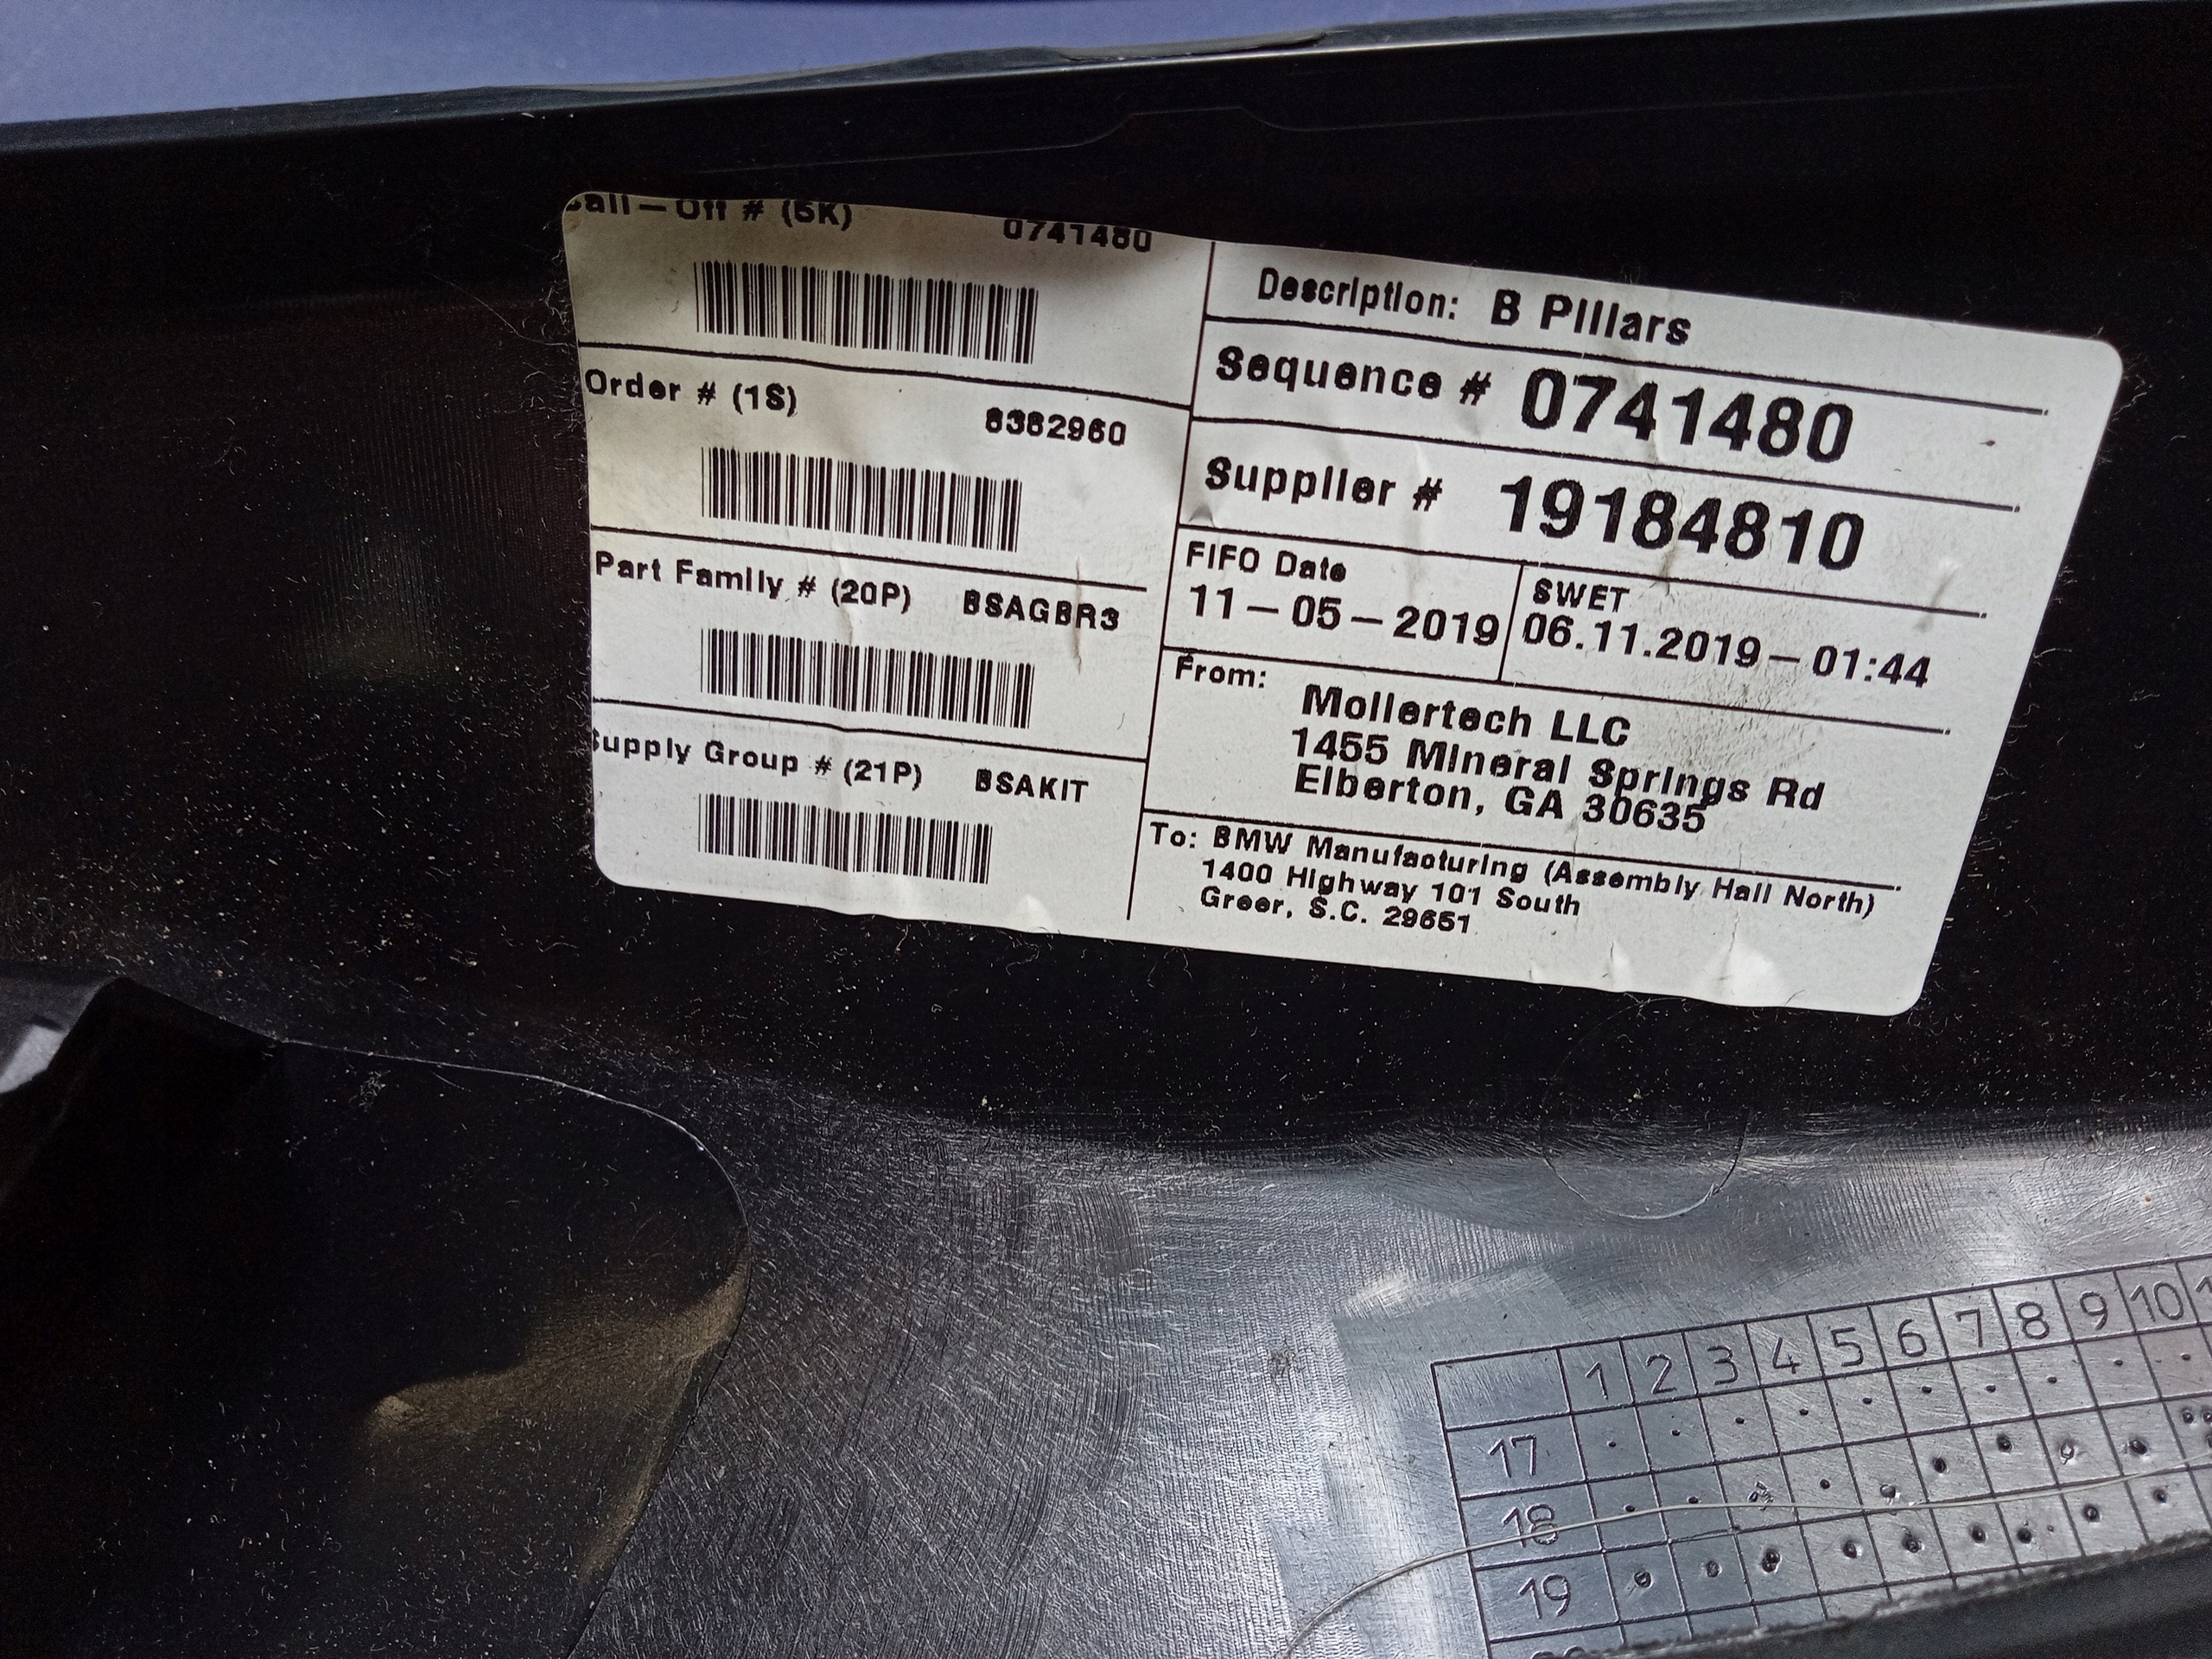 Call-Off # (5K) 0741480
Order # (1S) 8382960
Part Family # (20P) BSAGBR3
Supply Group # (21P) BSAKIT
Description: B Pillars
Sequence # 0741480
Supplier # 19184810
FIFO Date
11-05-2019
SWET
06.11.2019-01:44
From: Mollertech LLC
1455 Mineral Springs Rd
Elberton, GA 30635
To: BMW Manufacturing (Assembly Hall North)
1400 Highway 101 South
Greer, S.C. 29651
1 2 3 4 5 6 7 8 9 10
17
18
19